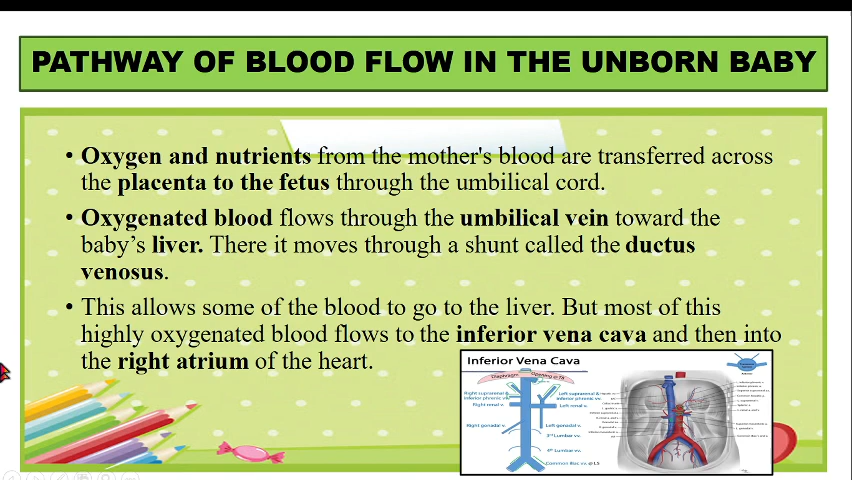 PATHWAY OF BLOOD FLOW IN THE UNBORN BABY
• Oxygen and nutrients from the mother's blood are transferred across
the placenta to the fetus through the umbilical cord.
• Oxygenated blood flows through the umbilical vein toward the
baby’s liver. There it moves through a shunt called the ductus
venosus.
• This allows some of the blood to go to the liver. But most of this
highly oxygenated blood flows to the inferior vena cava and then into
the right atrium of the heart.
Inferior Vena Cava
Diaphragm
Opening @ T8
Right suprarenal &
inferior phrenic vv.
Left suprarenal &
inferior phrenic vv.
Right renal v.
Left renal v.
Right gonadal v.
Left gonadal v.
3rd Lumbar vv.
4th Lumbar vv.
Common iliac vv. @ L5